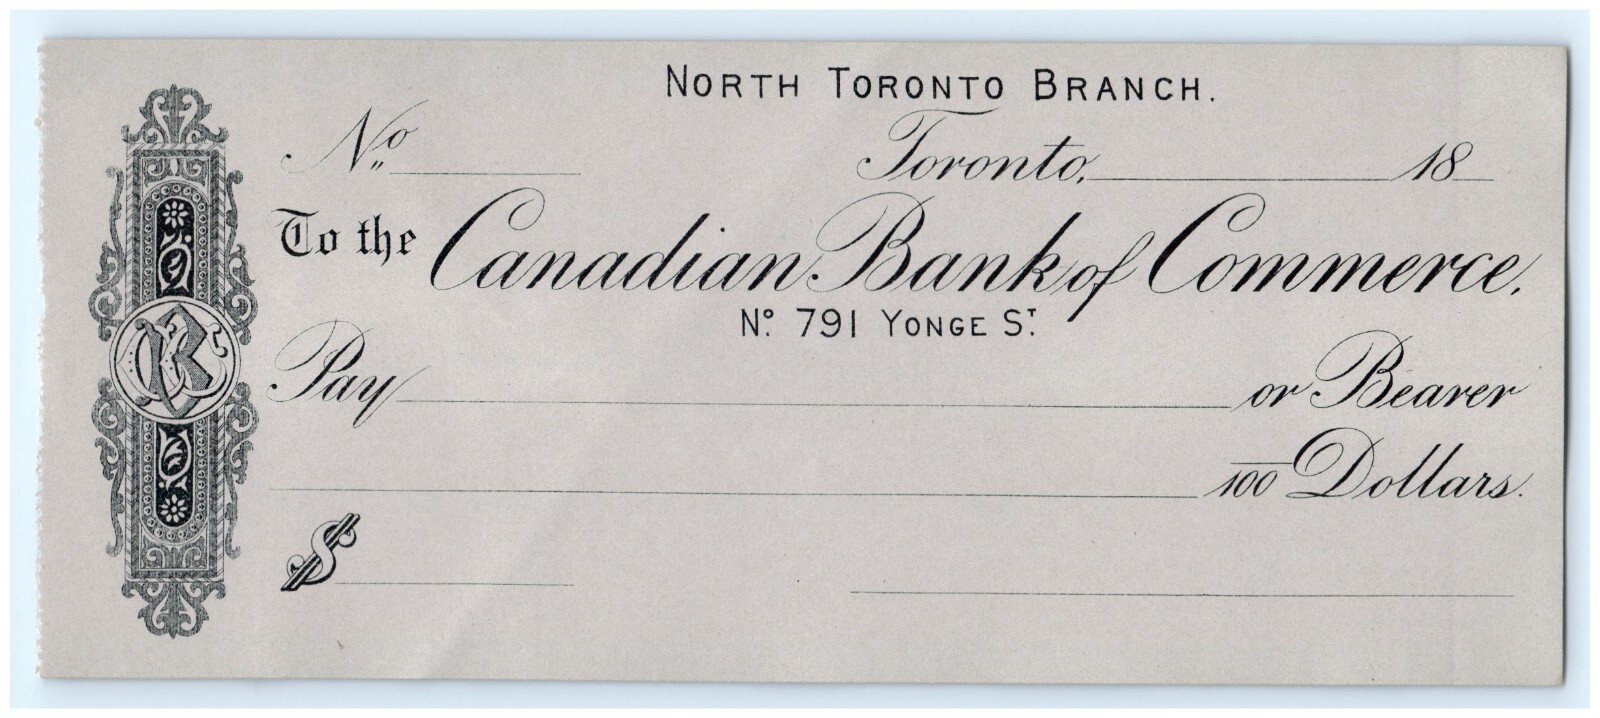 NORTH TORONTO BRANCH.
No
Toronto, 18
To the Canadian Bank of Commerce.
No. 791 YONGE ST.
Pay or Bearer
100 Dollars.
$